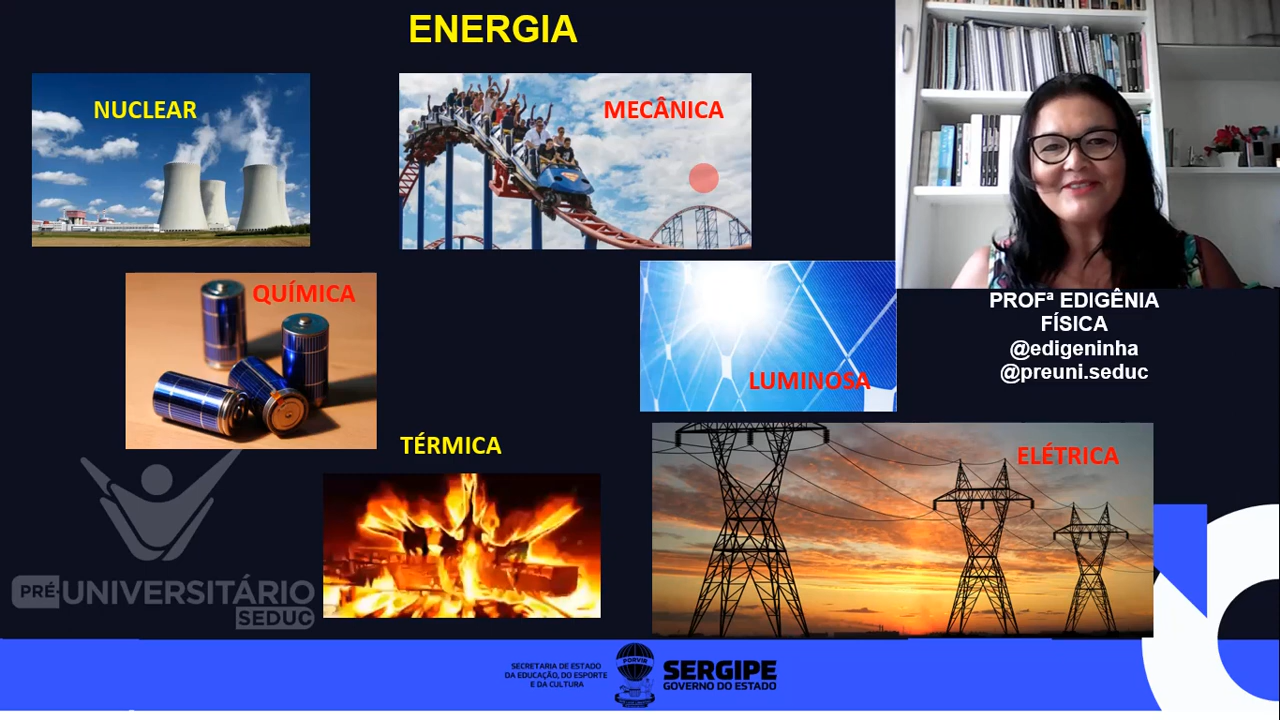 ENERGIA
NUCLEAR
MECÂNICA
QUÍMICA
LUMINOSA
PROFª EDIGÊNIA
FÍSICA
@edigeninha
@preuni.seduc
TÉRMICA
ELÉTRICA
PRÉ-UNIVERSITÁRIO
SEDUC
SECRETARIA DE ESTADO
DA EDUCAÇÃO, DO ESPORTE
E DA CULTURA
PORVIR
SERGIPE
GOVERNO DO ESTADO